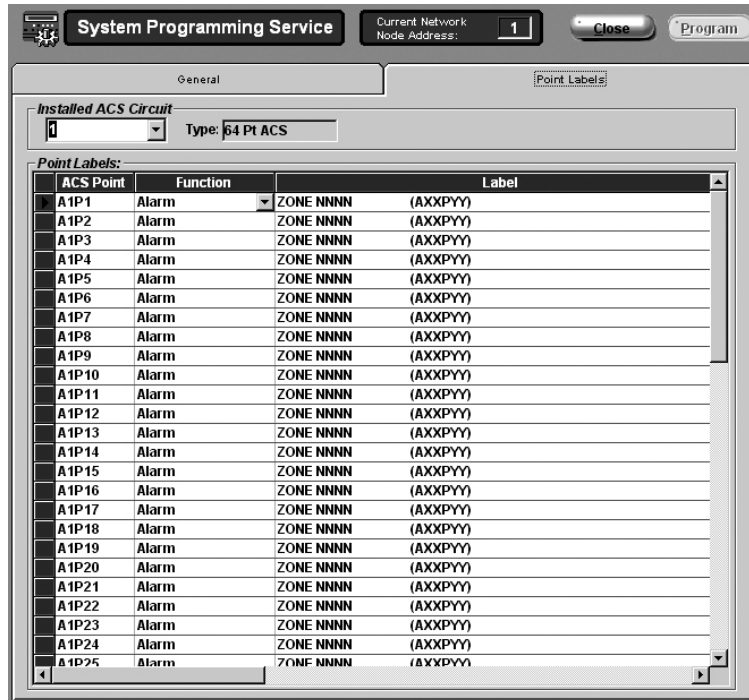 System Programming Service
Current Network Node Address: 1
Close
Program
General
Point Labels
Installed ACS Circuit
1 Type: 64 Pt ACS
Point Labels:
ACS Point Function Label
A1P1 Alarm ZONE NNNN (AXXPYY)
A1P2 Alarm ZONE NNNN (AXXPYY)
A1P3 Alarm ZONE NNNN (AXXPYY)
A1P4 Alarm ZONE NNNN (AXXPYY)
A1P5 Alarm ZONE NNNN (AXXPYY)
A1P6 Alarm ZONE NNNN (AXXPYY)
A1P7 Alarm ZONE NNNN (AXXPYY)
A1P8 Alarm ZONE NNNN (AXXPYY)
A1P9 Alarm ZONE NNNN (AXXPYY)
A1P10 Alarm ZONE NNNN (AXXPYY)
A1P11 Alarm ZONE NNNN (AXXPYY)
A1P12 Alarm ZONE NNNN (AXXPYY)
A1P13 Alarm ZONE NNNN (AXXPYY)
A1P14 Alarm ZONE NNNN (AXXPYY)
A1P15 Alarm ZONE NNNN (AXXPYY)
A1P16 Alarm ZONE NNNN (AXXPYY)
A1P17 Alarm ZONE NNNN (AXXPYY)
A1P18 Alarm ZONE NNNN (AXXPYY)
A1P19 Alarm ZONE NNNN (AXXPYY)
A1P20 Alarm ZONE NNNN (AXXPYY)
A1P21 Alarm ZONE NNNN (AXXPYY)
A1P22 Alarm ZONE NNNN (AXXPYY)
A1P23 Alarm ZONE NNNN (AXXPYY)
A1P24 Alarm ZONE NNNN (AXXPYY)
A1P25 Alarm ZONE NNNN (AXXPYY)